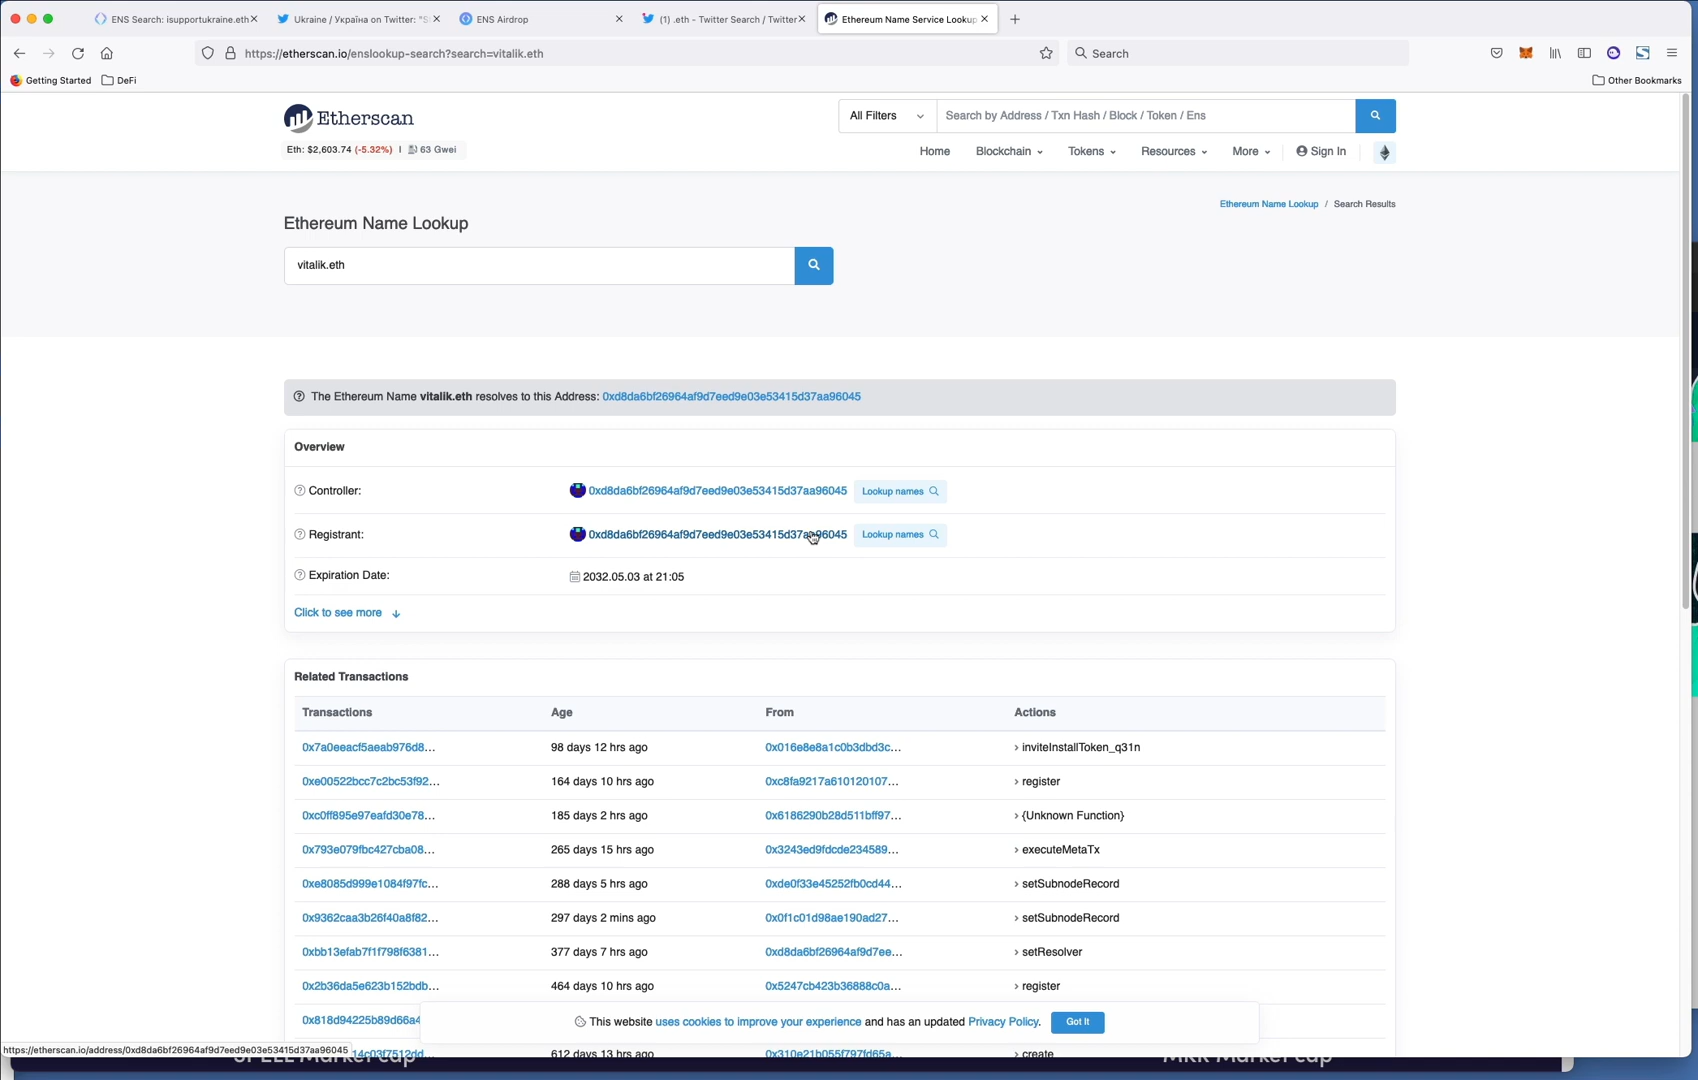 ENS Search: isupportukraine.eth
Ukraine / Україна on Twitter: "S
ENS Airdrop
(1) .eth - Twitter Search / Twitter
Ethereum Name Service Lookup
https://etherscan.io/enslookup-search?search=vitalik.eth
Search
Getting Started
DeFi
Other Bookmarks
Etherscan
All Filters
Search by Address / Txn Hash / Block / Token / Ens
Eth: $2,603.74 (-5.32%) | 63 Gwei
Home Blockchain Tokens Resources More Sign In
Ethereum Name Lookup / Search Results
Ethereum Name Lookup
vitalik.eth
The Ethereum Name vitalik.eth resolves to this Address: 0xd8da6bf26964af9d7eed9e03e53415d37aa96045
Overview
Controller: 0xd8da6bf26964af9d7eed9e03e53415d37aa96045 Lookup names
Registrant: 0xd8da6bf26964af9d7eed9e03e53415d37aa96045 Lookup names
Expiration Date: 2032.05.03 at 21:05
Click to see more
Related Transactions
Transactions Age From Actions
0x7a0eeacf5aeab976d8... 98 days 12 hrs ago 0x016e8e8a1c0b3dbd3c... › inviteInstallToken_q31n
0xe00522bcc7c2bc53f92... 164 days 10 hrs ago 0xc8fa9217a610120107... › register
0xc0ff895e97eafd30e78... 185 days 2 hrs ago 0x6186290b28d511bff97... › {Unknown Function}
0x793e079fbc427cba08... 265 days 15 hrs ago 0x3243ed9fdcde234589... › executeMetaTx
0xe8085d999e1084f97fc... 288 days 5 hrs ago 0xde0f33e45252fb0cd44... › setSubnodeRecord
0x9362caa3b26f40a8f82... 297 days 2 mins ago 0x0f1c01d98ae190ad27... › setSubnodeRecord
0xbb13efab7f1f798f6381... 377 days 7 hrs ago 0xd8da6bf26964af9d7ee... › setResolver
0x2b36da5e623b152bdb... 464 days 10 hrs ago 0x5247cb423b36888c0a... › register
0x818d94225b89d66a4
This website uses cookies to improve your experience and has an updated Privacy Policy. Got It
https://etherscan.io/address/0xd8da6bf26964af9d7eed9e03e53415d37aa96045
14c03f7512dd... 612 days 13 hrs ago 0x310e21b055f797fd65a... › create
Market cap
Market cap